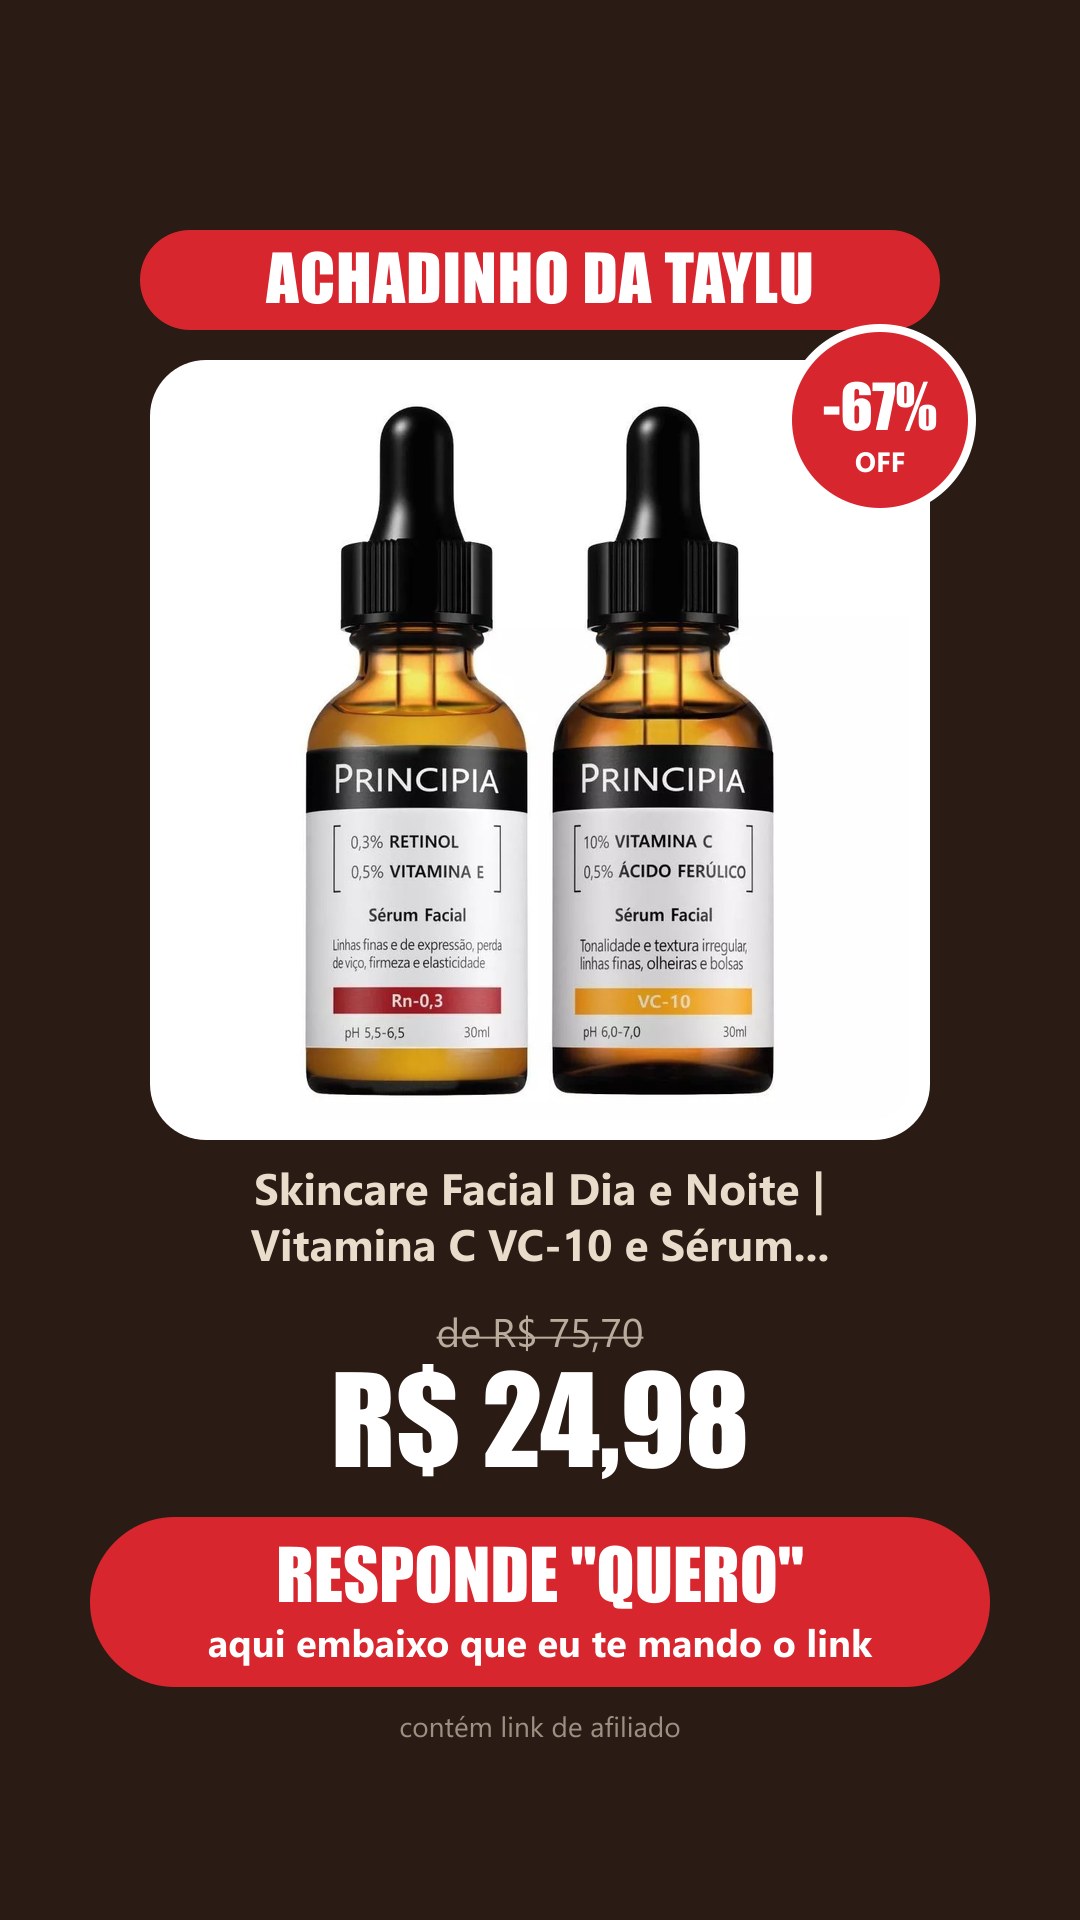 ACHADINHO DA TAYLU
-67%
OFF
PRINCIPIA
0,3% RETINOL
0,5% VITAMINA E
Sérum Facial
Linhas finas e de expressão, perda
de viço, firmeza e elasticidade
Rn-0,3
pH 5,5-6,5 30ml
PRINCIPIA
10% VITAMINA C
0,5% ÁCIDO FERÚLICO
Sérum Facial
Tonalidade e textura irregular,
linhas finas, olheiras e bolsas
VC-10
pH 6,0-7,0 30ml
Skincare Facial Dia e Noite |
Vitamina C VC-10 e Sérum...
de R$ 75,70
R$ 24,98
RESPONDE "QUERO"
aqui embaixo que eu te mando o link
contém link de afiliado